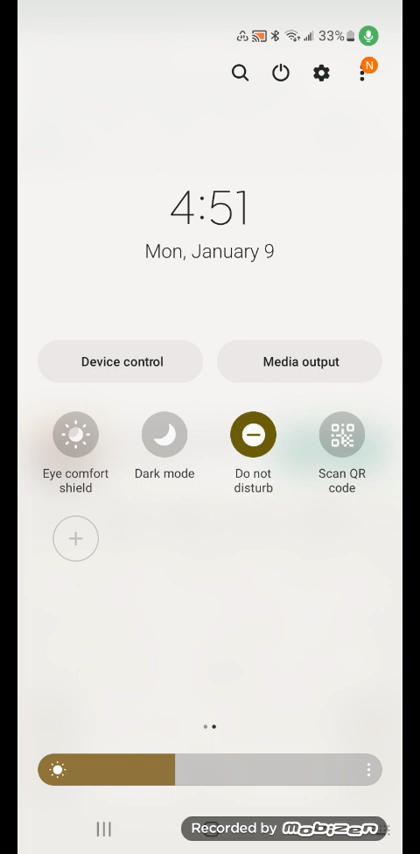 33%
N
4:51
Mon, January 9
Device control
Media output
Eye comfort
shield
Dark mode
Do not
disturb
Scan QR
code
Recorded by mobizen